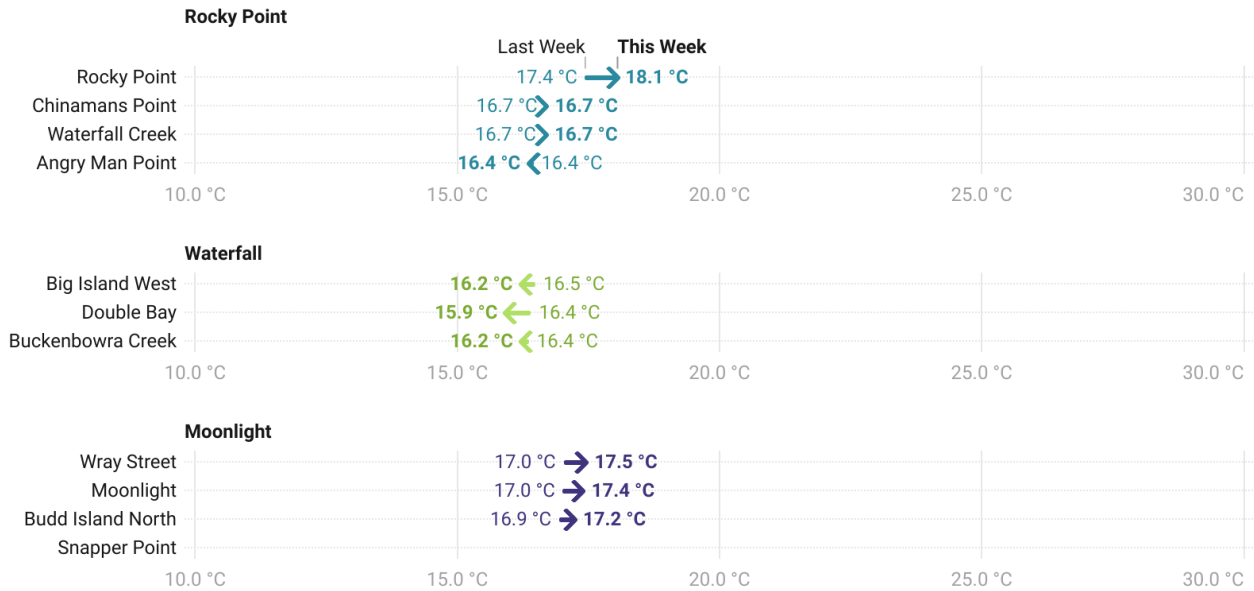 Rocky Point
Last Week This Week
Rocky Point 17.4 °C 18.1 °C
Chinamans Point 16.7 °C 16.7 °C
Waterfall Creek 16.7 °C 16.7 °C
Angry Man Point 16.4 °C 16.4 °C
10.0 °C 15.0 °C 20.0 °C 25.0 °C 30.0 °C
Waterfall
Big Island West 16.2 °C 16.5 °C
Double Bay 15.9 °C 16.4 °C
Buckenbowra Creek 16.2 °C 16.4 °C
10.0 °C 15.0 °C 20.0 °C 25.0 °C 30.0 °C
Moonlight
Wray Street 17.0 °C 17.5 °C
Moonlight 17.0 °C 17.4 °C
Budd Island North 16.9 °C 17.2 °C
Snapper Point
10.0 °C 15.0 °C 20.0 °C 25.0 °C 30.0 °C